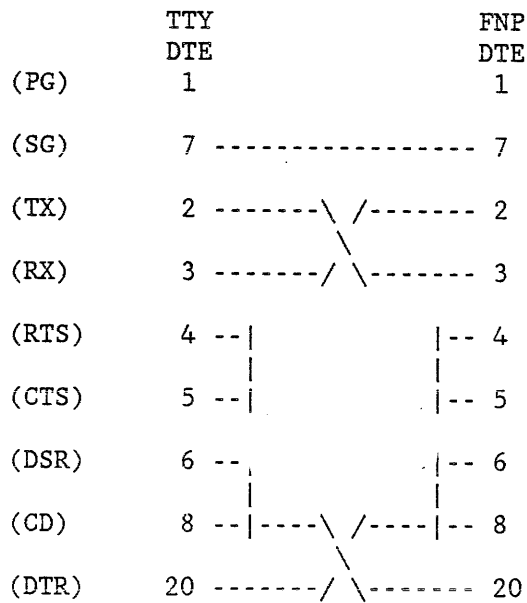 TTY FNP
DTE DTE
(PG) 1 1
(SG) 7 ----------------- 7
(TX) 2 -------\ /------- 2
\
(RX) 3 -------/ \------- 3
(RTS) 4 --| |-- 4
| |
(CTS) 5 --| |-- 5
(DSR) 6 -- |-- 6
| |
(CD) 8 --|----\ /----|-- 8
\
(DTR) 20 -------/ \------- 20